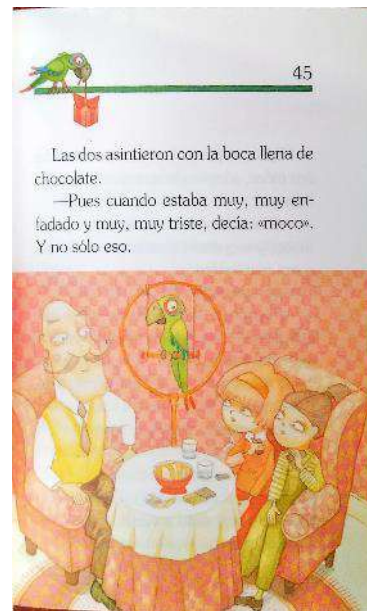 45
Las dos asintieron con la boca llena de
chocolate.
—Pues cuando estaba muy, muy en-
fadado y muy, muy triste, decía: «moco».
Y no sólo eso.